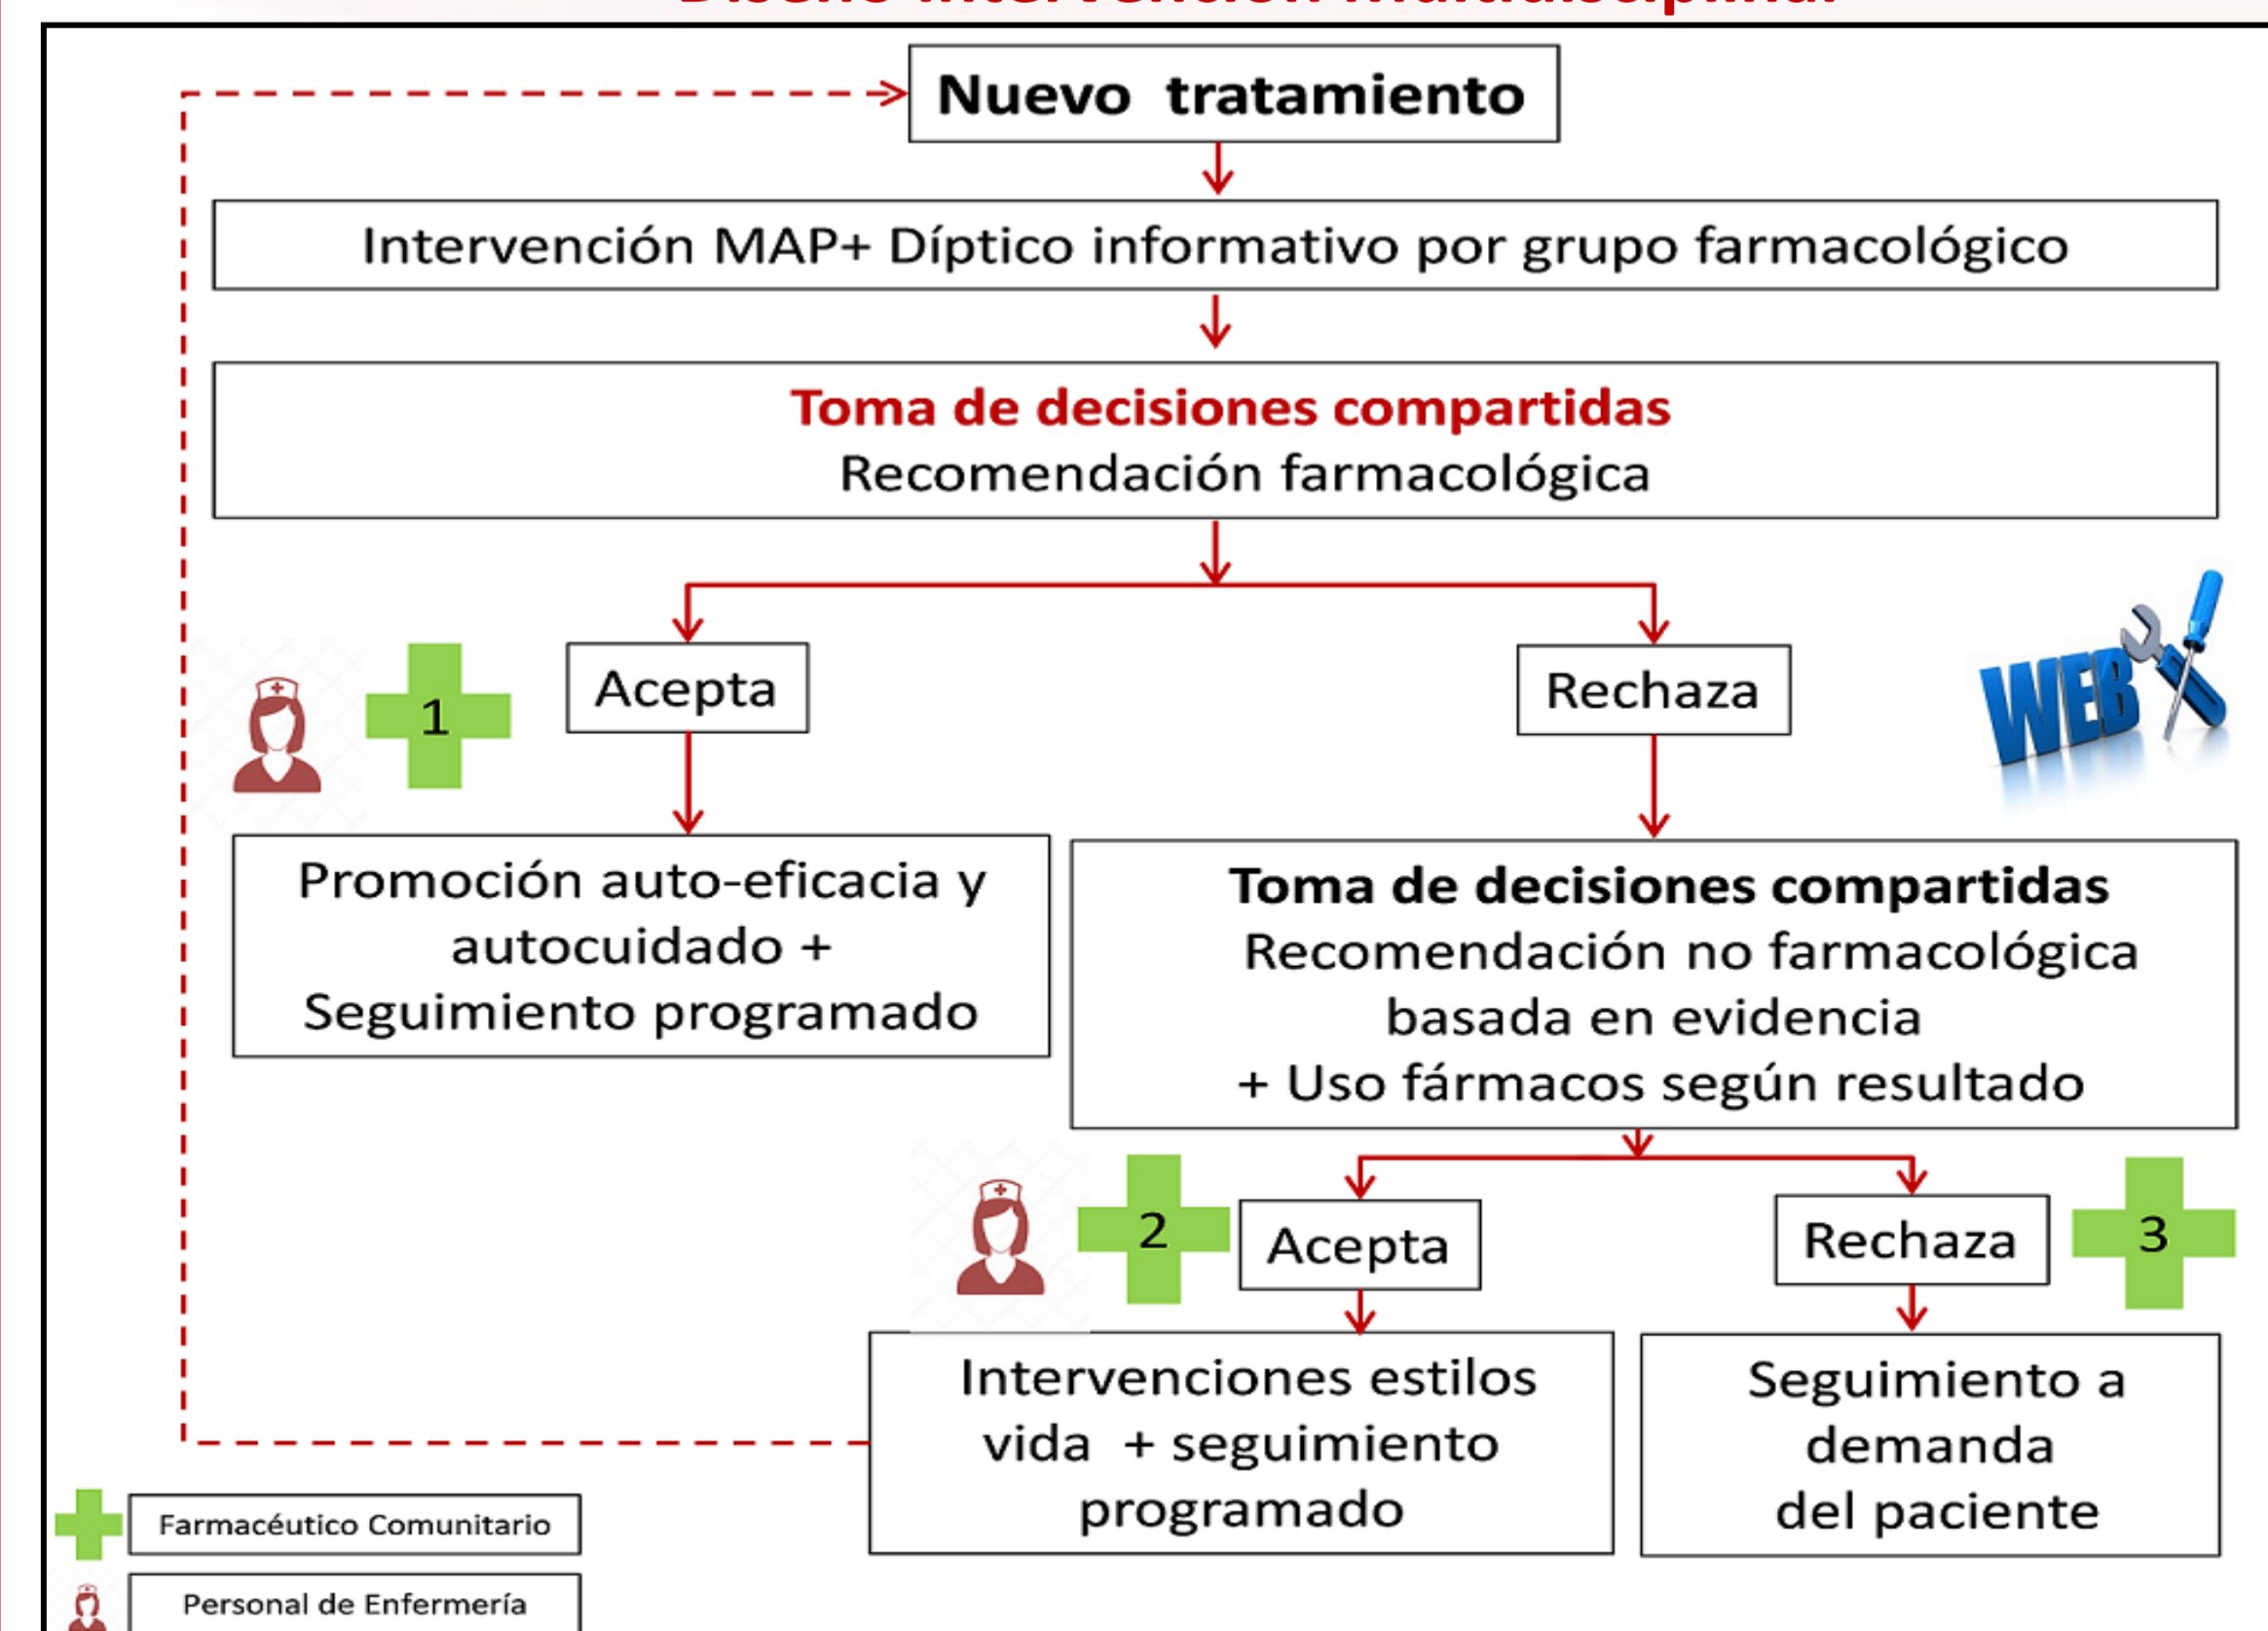 Diseño Intervención Multidisciplinar
Nuevo tratamiento
Intervención MAP+ Díptico informativo por grupo farmacológico
Toma de decisiones compartidas
Recomendación farmacológica
1
Acepta
Rechaza
WEB
Promoción auto-eficacia y
autocuidado +
Seguimiento programado
Toma de decisiones compartidas
Recomendación no farmacológica
basada en evidencia
+ Uso fármacos según resultado
2
Acepta
Rechaza
3
Intervenciones estilos
vida + seguimiento
programado
Seguimiento a
demanda
del paciente
Farmacéutico Comunitario
Personal de Enfermería